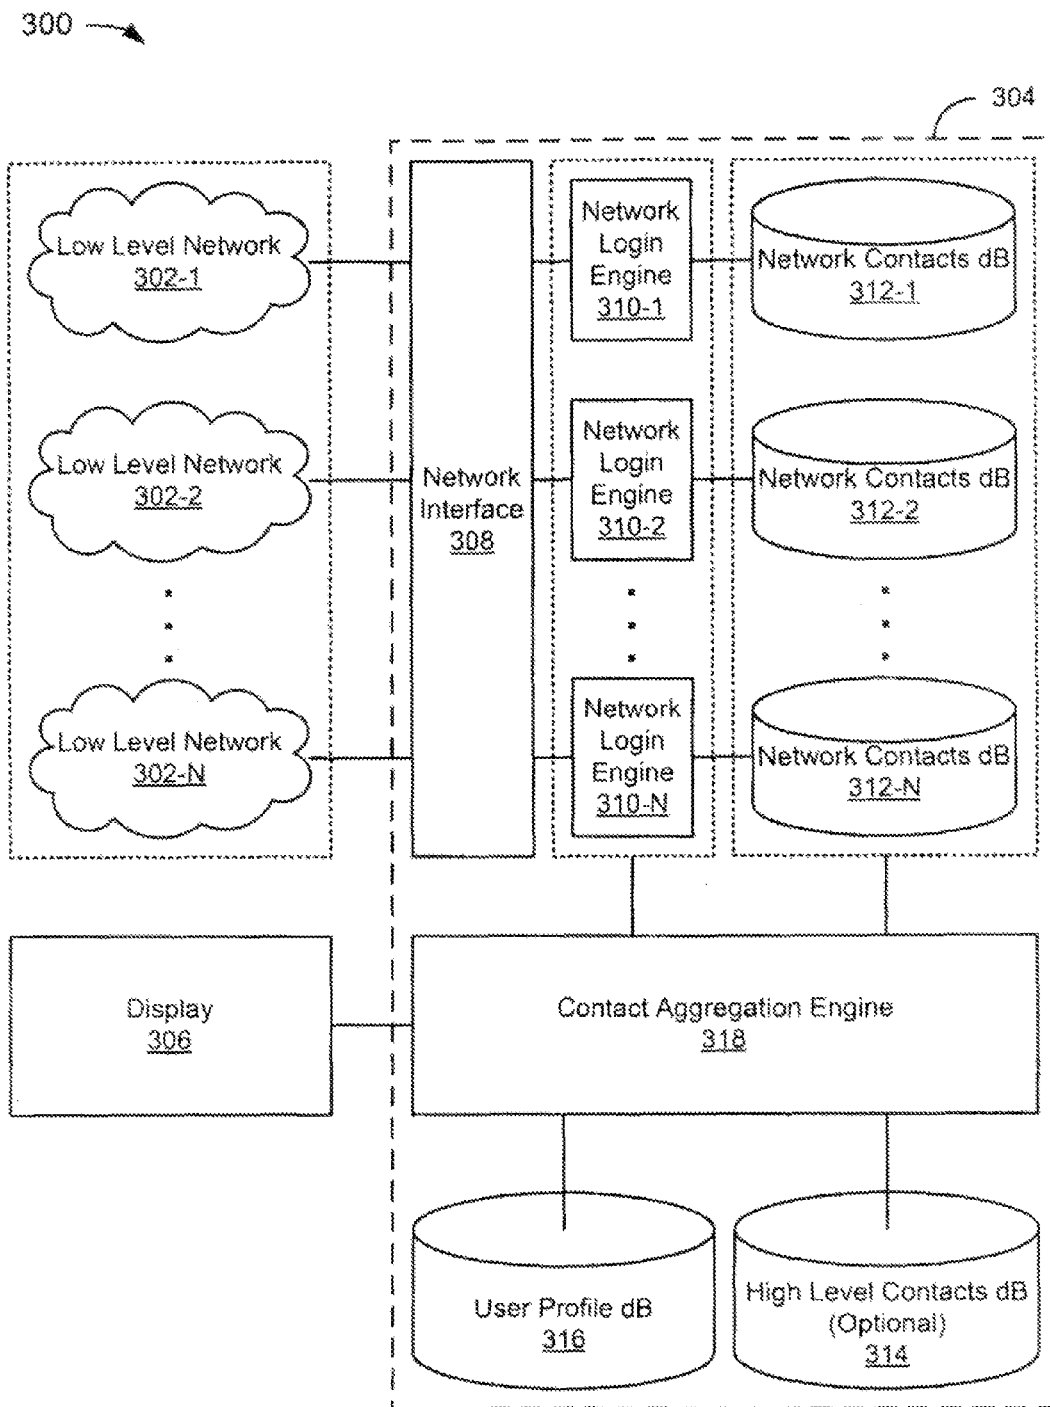 300
304
Low Level Network
302-1
Network
Login
Engine
310-1
Network Contacts dB
312-1
Low Level Network
302-2
Network
Interface
308
Network
Login
Engine
310-2
Network Contacts dB
312-2
Low Level Network
302-N
Network
Login
Engine
310-N
Network Contacts dB
312-N
Display
306
Contact Aggregation Engine
318
User Profile dB
316
High Level Contacts dB
(Optional)
314